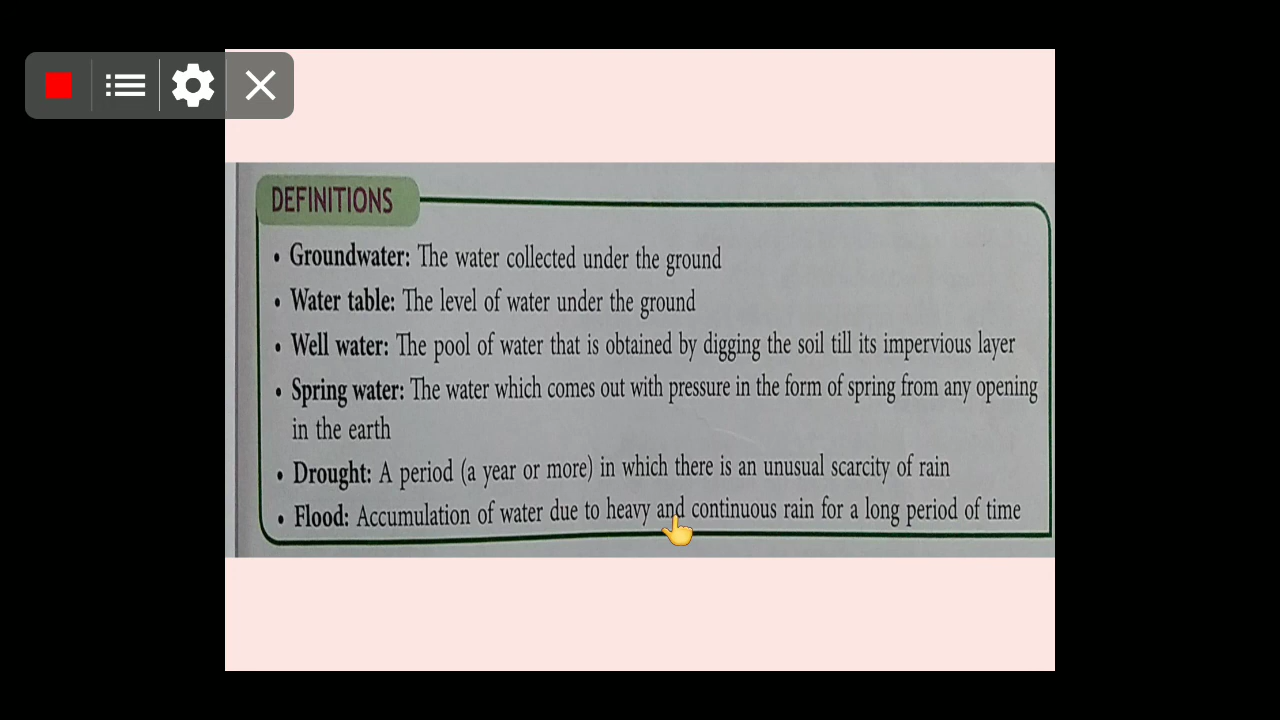 DEFINITIONS
• Groundwater: The water collected under the ground
• Water table: The level of water under the ground
• Well water: The pool of water that is obtained by digging the soil till its impervious layer
• Spring water: The water which comes out with pressure in the form of spring from any opening
in the earth
• Drought: A period (a year or more) in which there is an unusual scarcity of rain
• Flood: Accumulation of water due to heavy and continuous rain for a long period of time